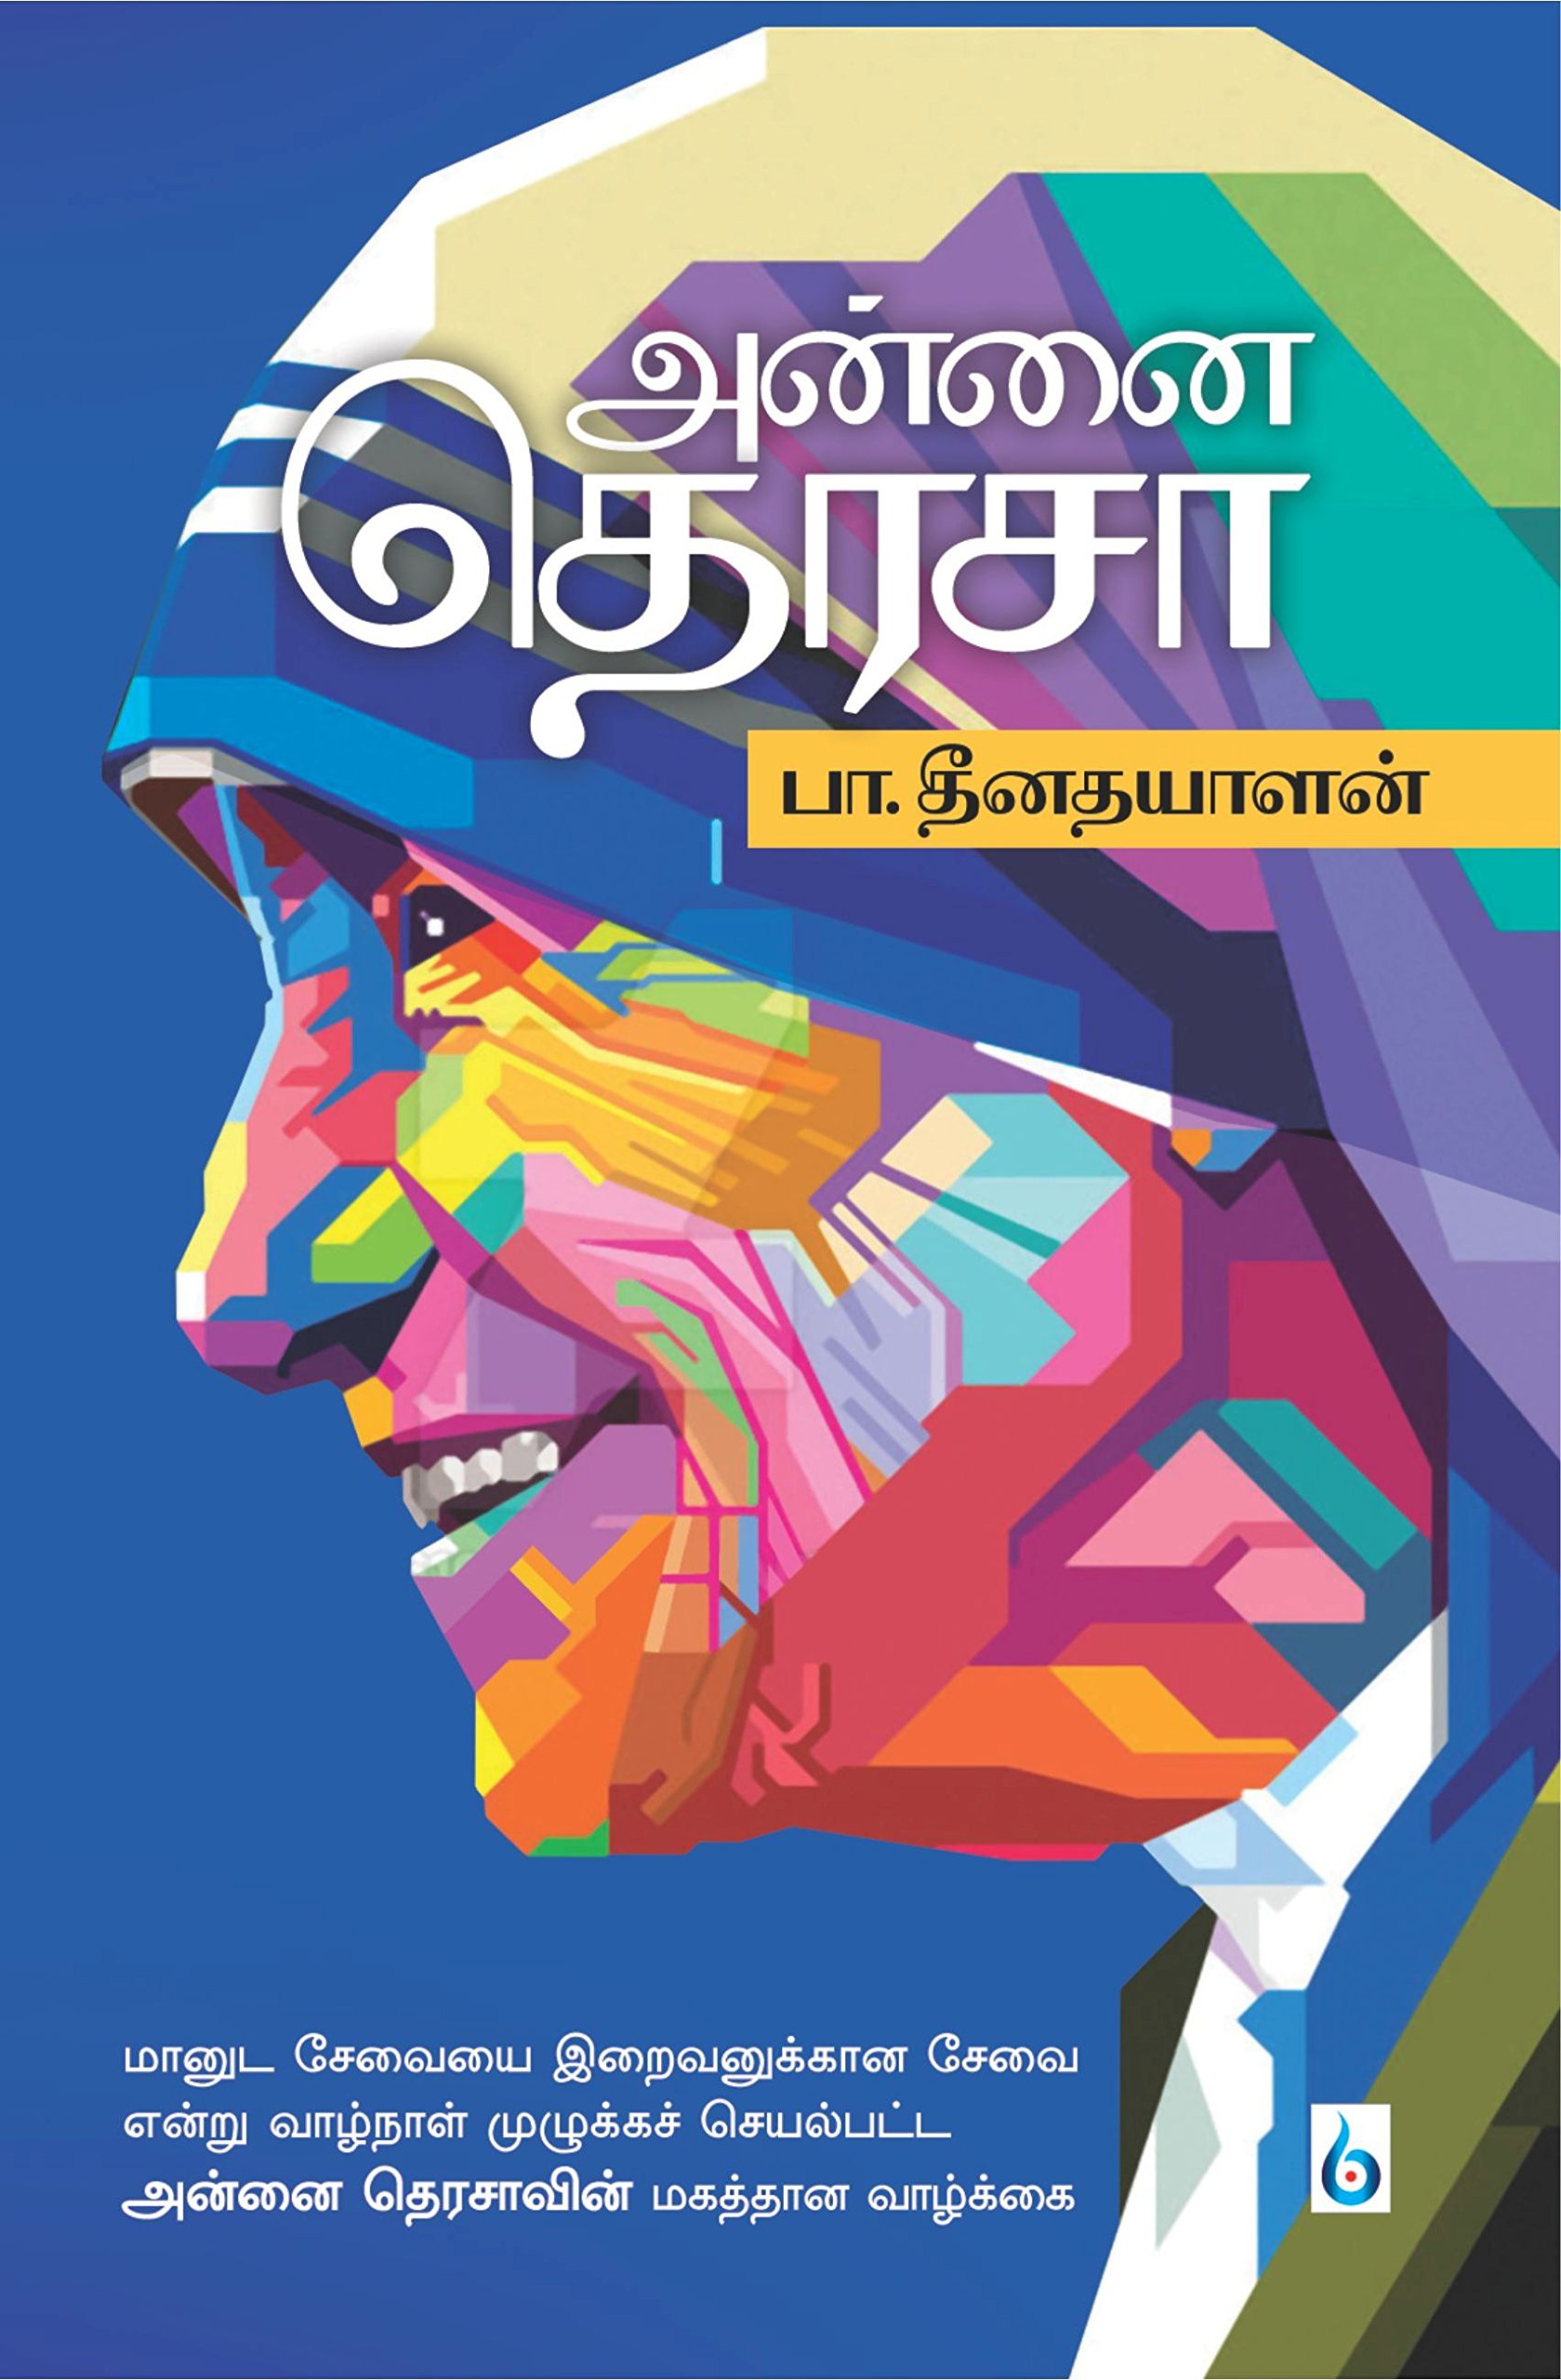 அன்னை
தெரசா
பா. தீனதயாளன்
மானுட சேவையை இறைவனுக்கான சேவை
என்று வாழ்நாள் முழுக்கச் செயல்பட்ட
அன்னை தெரசாவின் மகத்தான வாழ்க்கை